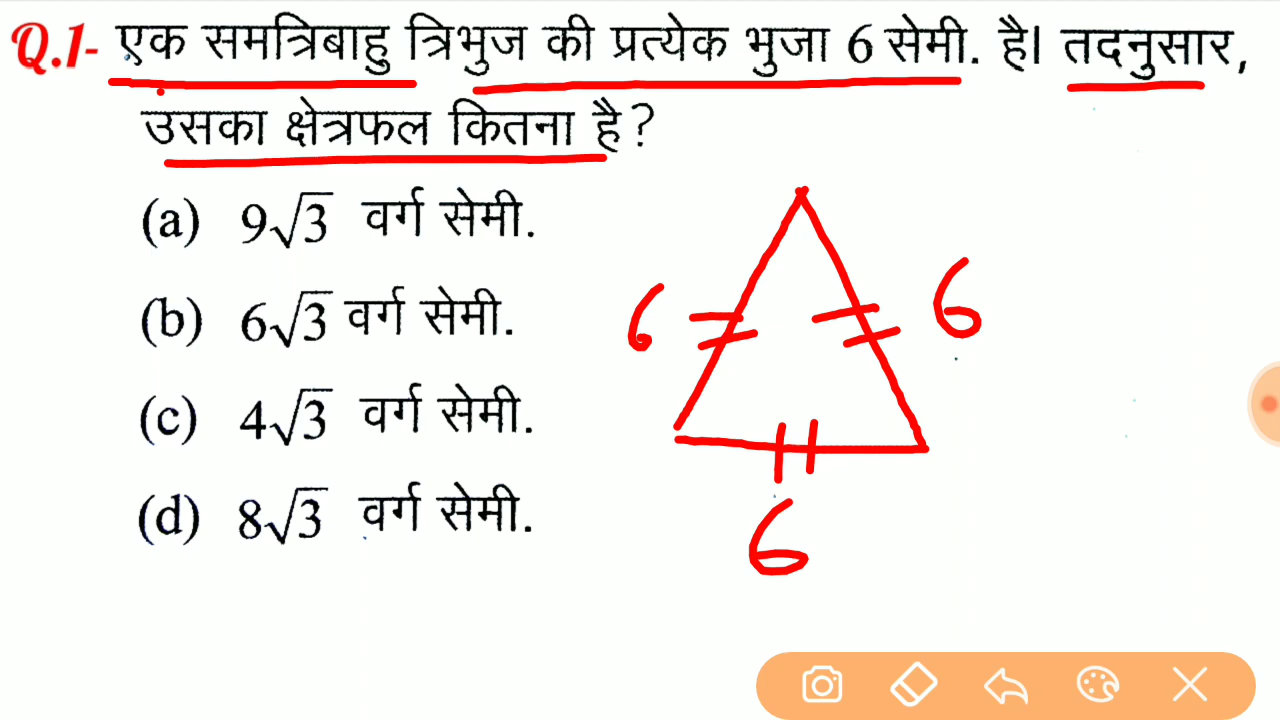 Q.1- एक समत्रिबाहु त्रिभुज की प्रत्येक भुजा 6 सेमी. है। तदनुसार,
उसका क्षेत्रफल कितना है?
(a) 9√3 वर्ग सेमी.
(b) 6√3 वर्ग सेमी.
(c) 4√3 वर्ग सेमी.
(d) 8√3 वर्ग सेमी.
6
6
6